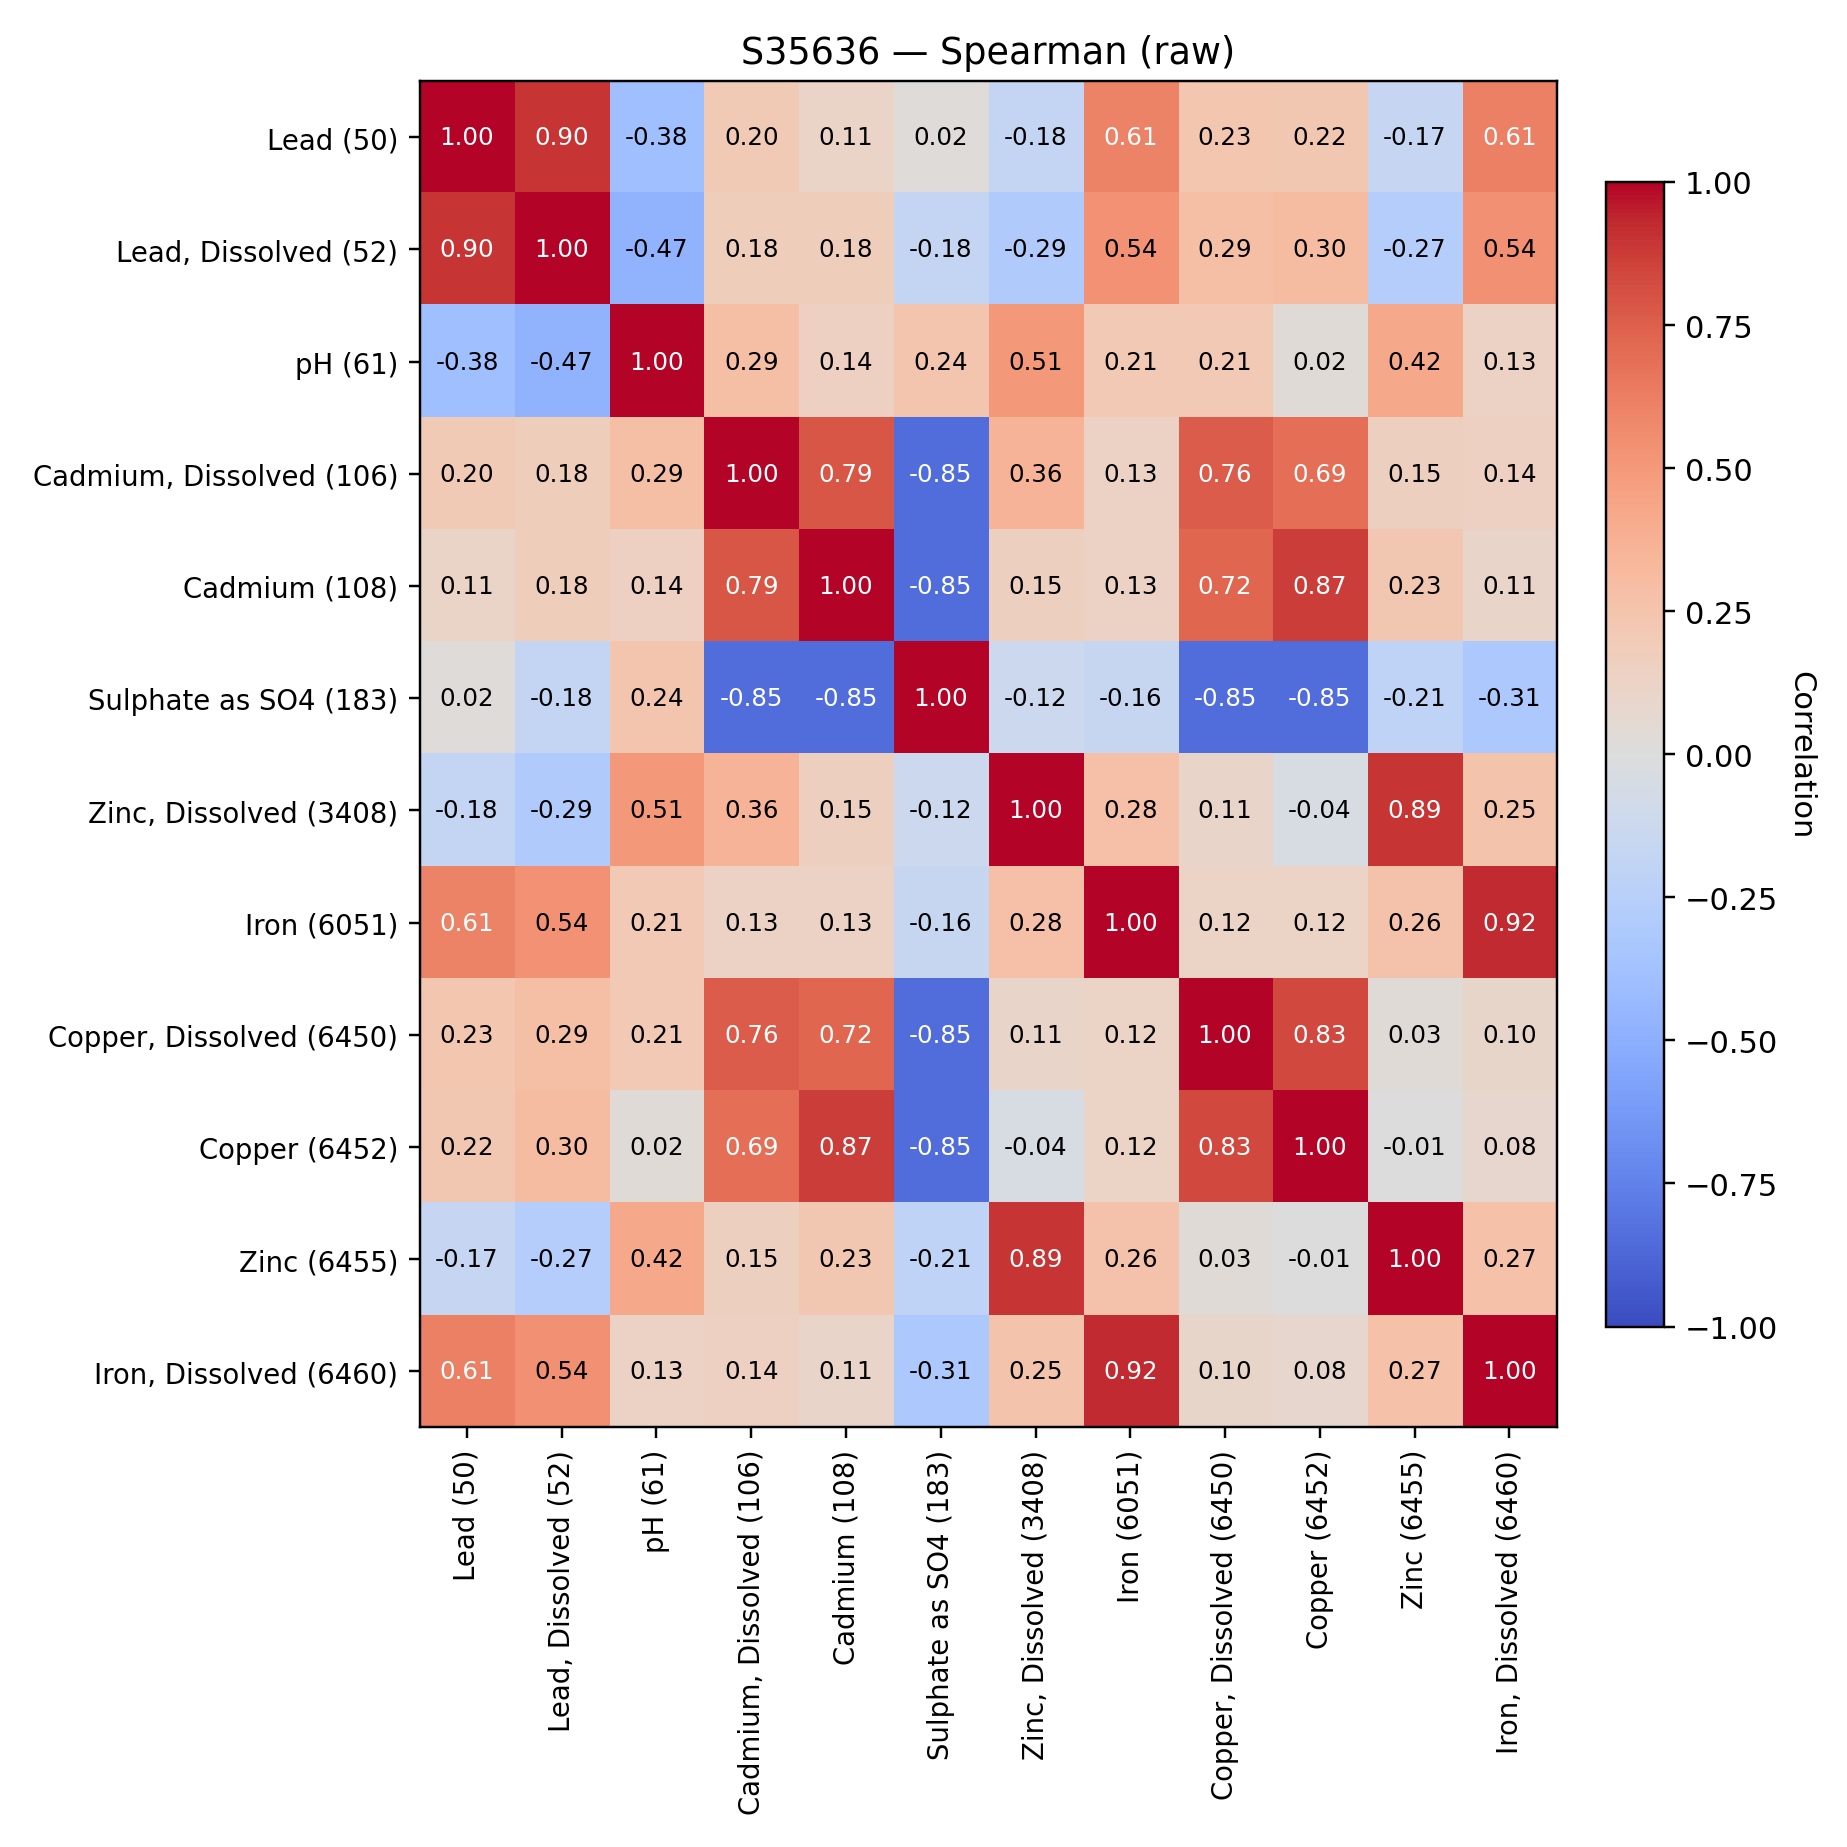 S35636 — Spearman (raw)
Lead (50) 1.00 0.90 -0.38 0.20 0.11 0.02 -0.18 0.61 0.23 0.22 -0.17 0.61
Lead, Dissolved (52) 0.90 1.00 -0.47 0.18 0.18 -0.18 -0.29 0.54 0.29 0.30 -0.27 0.54
pH (61) -0.38 -0.47 1.00 0.29 0.14 0.24 0.51 0.21 0.21 0.02 0.42 0.13
Cadmium, Dissolved (106) 0.20 0.18 0.29 1.00 0.79 -0.85 0.36 0.13 0.76 0.69 0.15 0.14
Cadmium (108) 0.11 0.18 0.14 0.79 1.00 -0.85 0.15 0.13 0.72 0.87 0.23 0.11
Sulphate as SO4 (183) 0.02 -0.18 0.24 -0.85 -0.85 1.00 -0.12 -0.16 -0.85 -0.85 -0.21 -0.31
Zinc, Dissolved (3408) -0.18 -0.29 0.51 0.36 0.15 -0.12 1.00 0.28 0.11 -0.04 0.89 0.25
Iron (6051) 0.61 0.54 0.21 0.13 0.13 -0.16 0.28 1.00 0.12 0.12 0.26 0.92
Copper, Dissolved (6450) 0.23 0.29 0.21 0.76 0.72 -0.85 0.11 0.12 1.00 0.83 0.03 0.10
Copper (6452) 0.22 0.30 0.02 0.69 0.87 -0.85 -0.04 0.12 0.83 1.00 -0.01 0.08
Zinc (6455) -0.17 -0.27 0.42 0.15 0.23 -0.21 0.89 0.26 0.03 -0.01 1.00 0.27
Iron, Dissolved (6460) 0.61 0.54 0.13 0.14 0.11 -0.31 0.25 0.92 0.10 0.08 0.27 1.00
Lead (50)
Lead, Dissolved (52)
pH (61)
Cadmium, Dissolved (106)
Cadmium (108)
Sulphate as SO4 (183)
Zinc, Dissolved (3408)
Iron (6051)
Copper, Dissolved (6450)
Copper (6452)
Zinc (6455)
Iron, Dissolved (6460)
1.00
0.75
0.50
0.25
0.00
−0.25
−0.50
−0.75
−1.00
Correlation